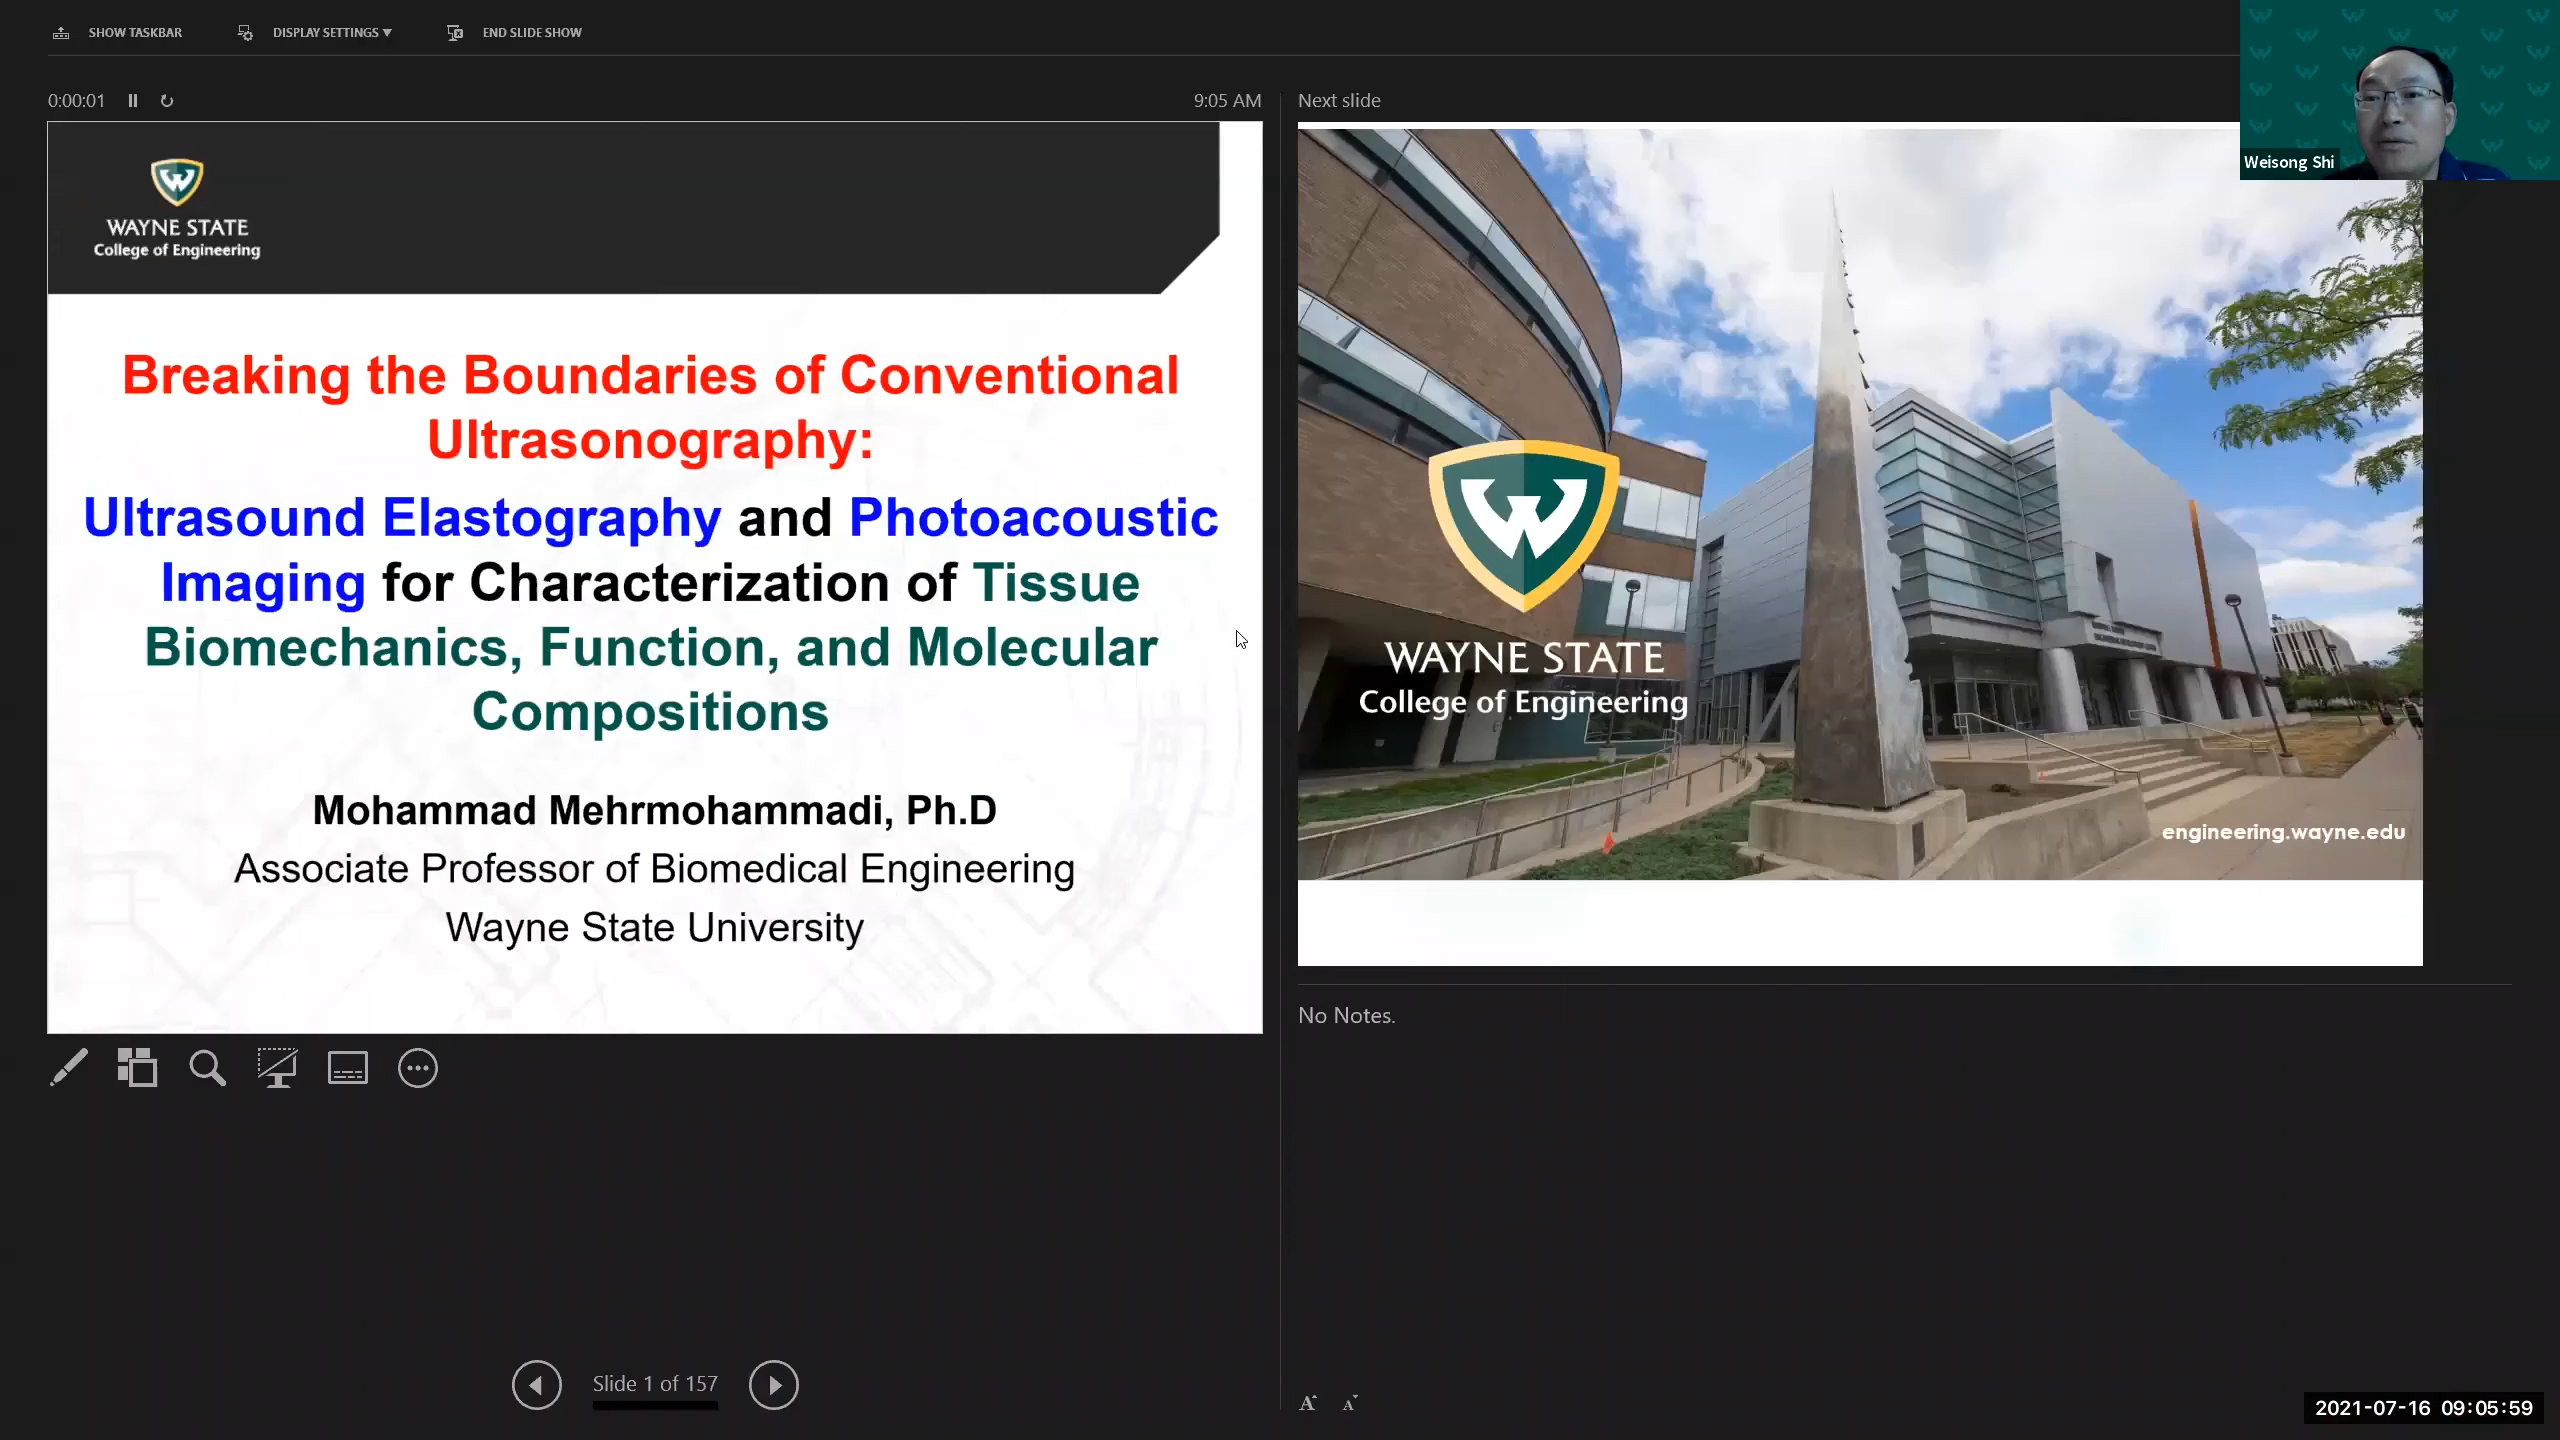 SHOW TASKBAR
DISPLAY SETTINGS ▼
END SLIDE SHOW
0:00:01
9:05 AM
WAYNE STATE
College of Engineering
Breaking the Boundaries of Conventional
Ultrasonography:
Ultrasound Elastography and Photoacoustic
Imaging for Characterization of Tissue
Biomechanics, Function, and Molecular
Compositions
Mohammad Mehrmohammadi, Ph.D
Associate Professor of Biomedical Engineering
Wayne State University
Slide 1 of 157
Next slide
WAYNE STATE
College of Engineering
engineering.wayne.edu
No Notes.
A A
Weisong Shi
2021-07-16 09:05:59